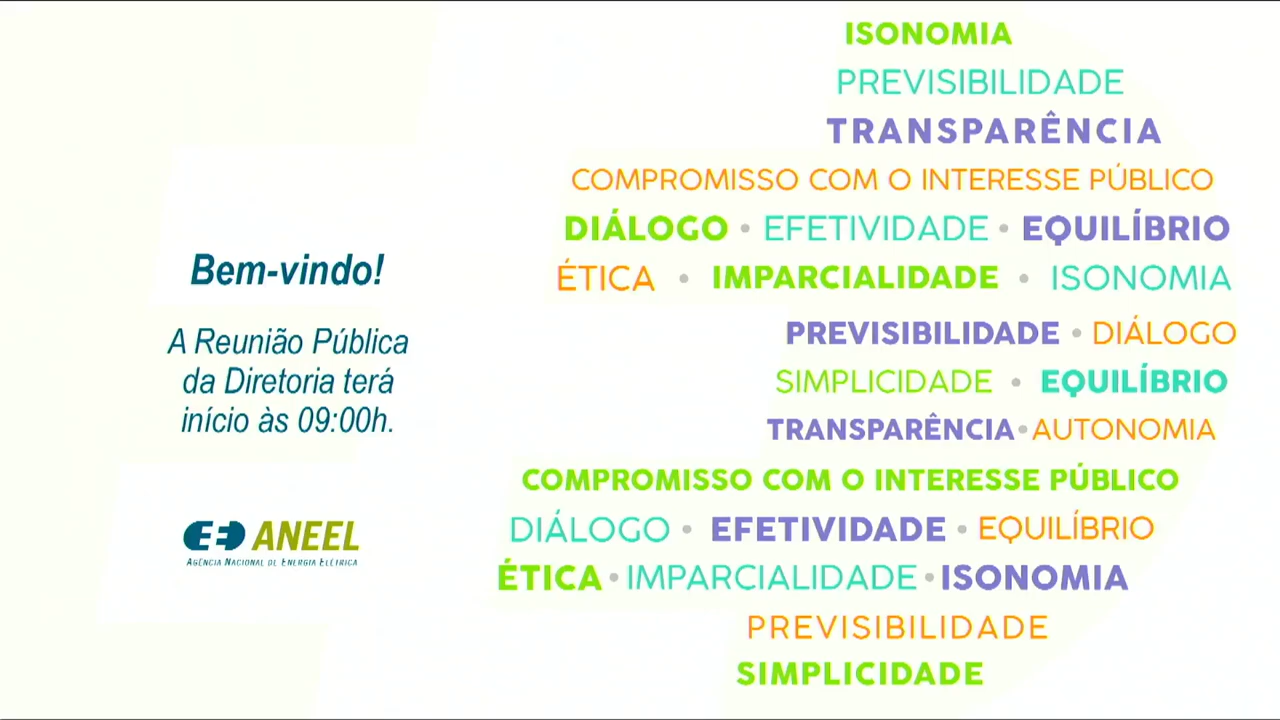 Bem-vindo!
A Reunião Pública
da Diretoria terá
início às 09:00h.
ANEEL
AGÊNCIA NACIONAL DE ENERGIA ELÉTRICA
ISONOMIA
PREVISIBILIDADE
TRANSPARÊNCIA
COMPROMISSO COM O INTERESSE PÚBLICO
DIÁLOGO • EFETIVIDADE • EQUILÍBRIO
ÉTICA • IMPARCIALIDADE • ISONOMIA
PREVISIBILIDADE • DIÁLOGO
SIMPLICIDADE • EQUILÍBRIO
TRANSPARÊNCIA • AUTONOMIA
COMPROMISSO COM O INTERESSE PÚBLICO
DIÁLOGO • EFETIVIDADE • EQUILÍBRIO
ÉTICA • IMPARCIALIDADE • ISONOMIA
PREVISIBILIDADE
SIMPLICIDADE